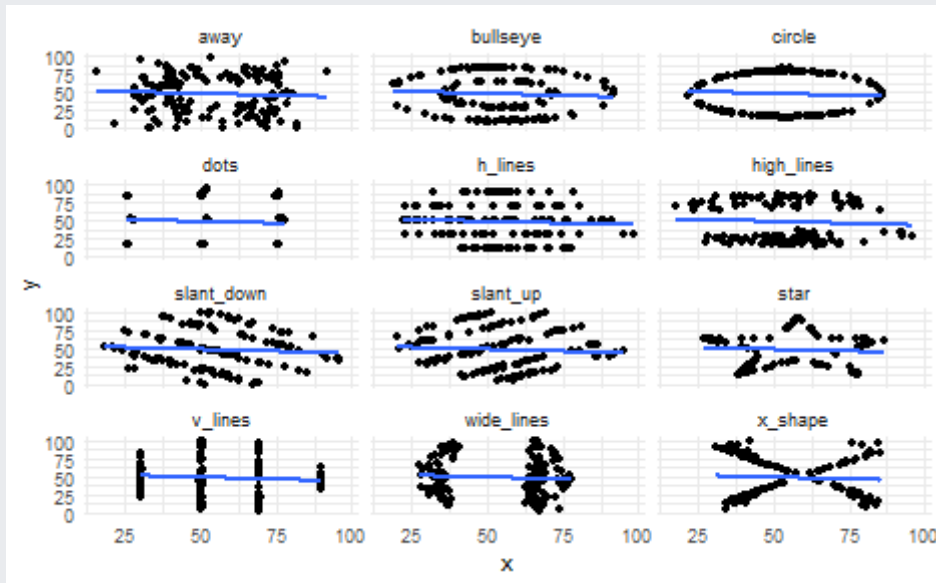 away bullseye circle
100
75
50
25
0
dots h_lines high_lines
100
75
50
25
0
y
slant_down slant_up star
100
75
50
25
0
v_lines wide_lines x_shape
100
75
50
25
0
25 50 75 100 25 50 75 100 25 50 75 100
x